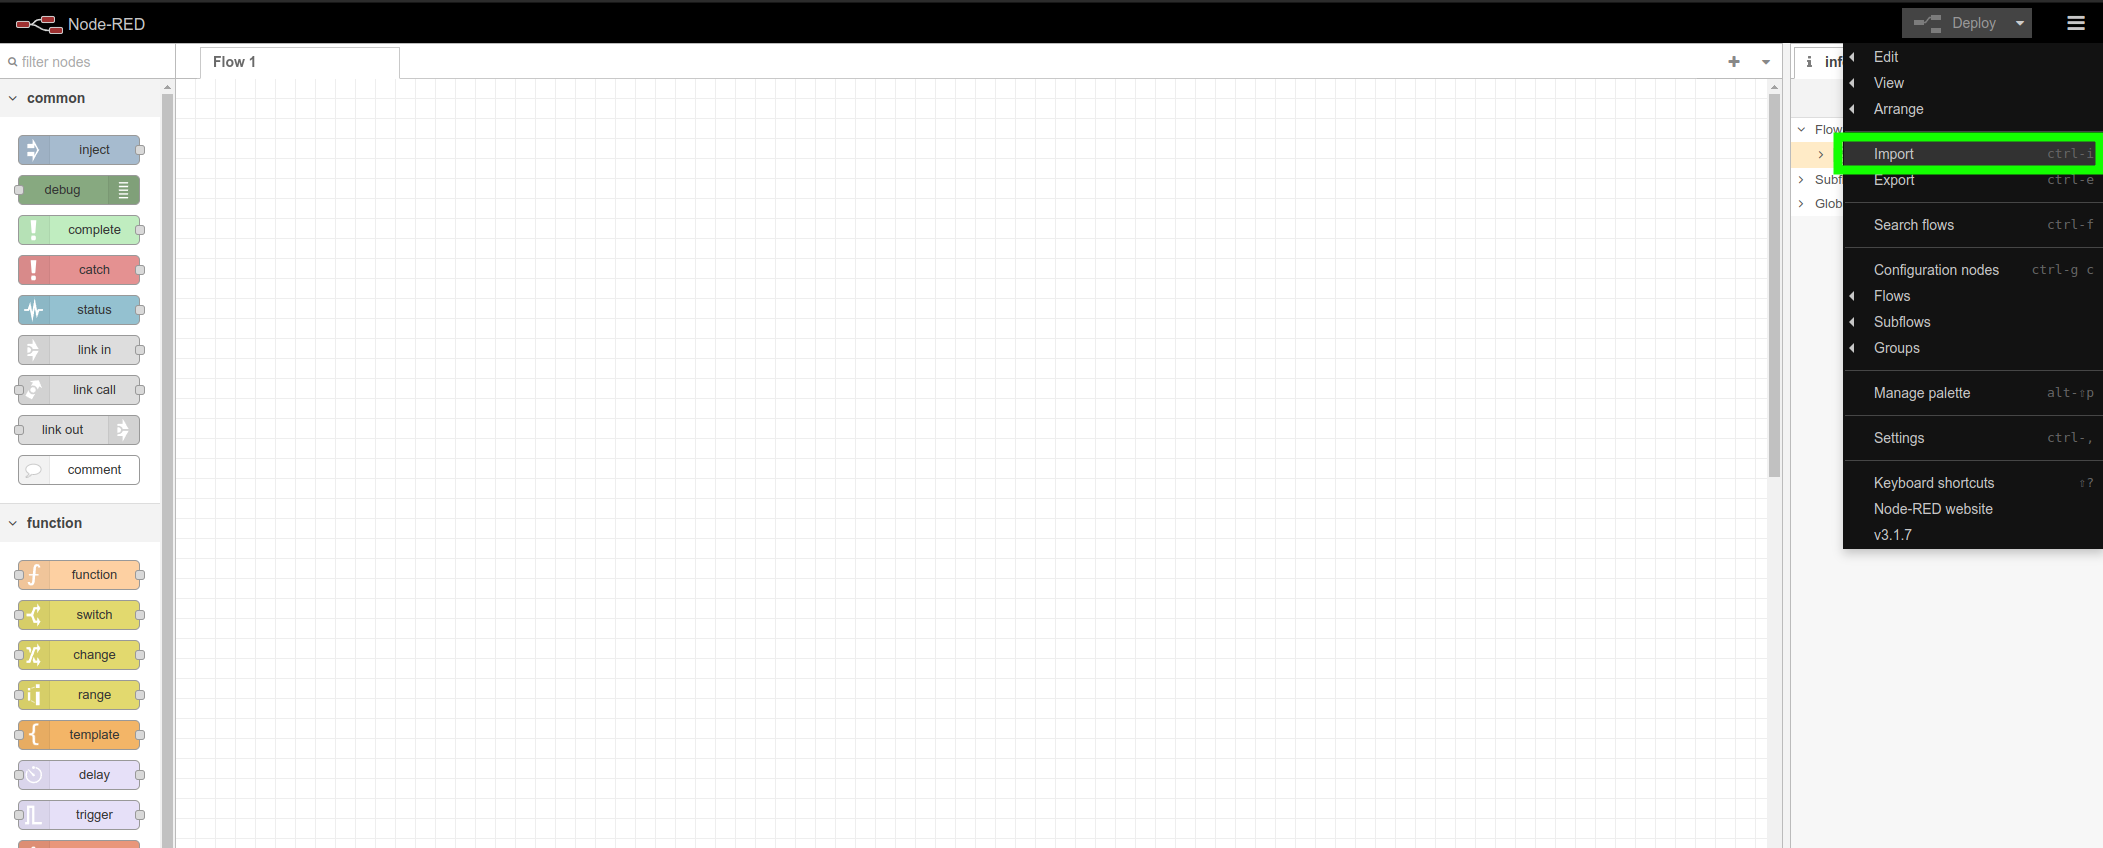 Node-RED
Deploy
filter nodes
Flow 1
common
inject
debug
complete
catch
status
link in
link call
link out
comment
function
function
switch
change
range
template
delay
trigger
i inf
Flow
Subf
Glob
Edit
View
Arrange
Import ctrl-i
Export ctrl-e
Search flows ctrl-f
Configuration nodes ctrl-g c
Flows
Subflows
Groups
Manage palette alt-⇧p
Settings ctrl-,
Keyboard shortcuts ⇧?
Node-RED website
v3.1.7